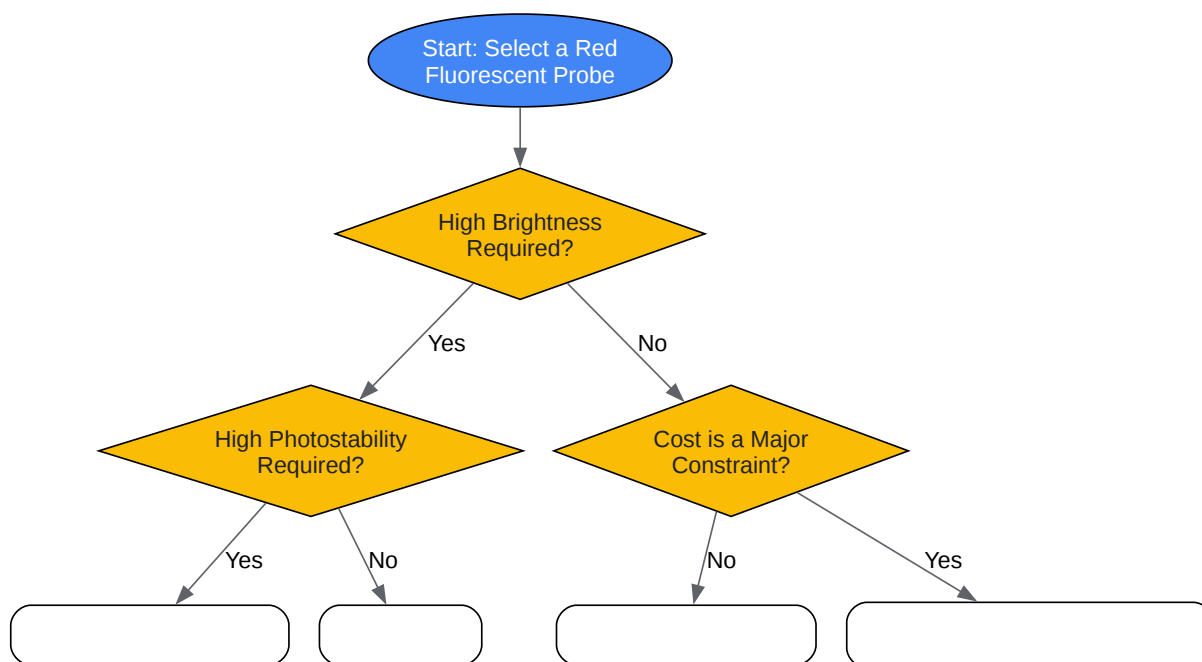 Start: Select a Red
Fluorescent Probe
High Brightness
Required?
Yes
No
High Photostability
Required?
Cost is a Major
Constraint?
Yes
No
No
Yes